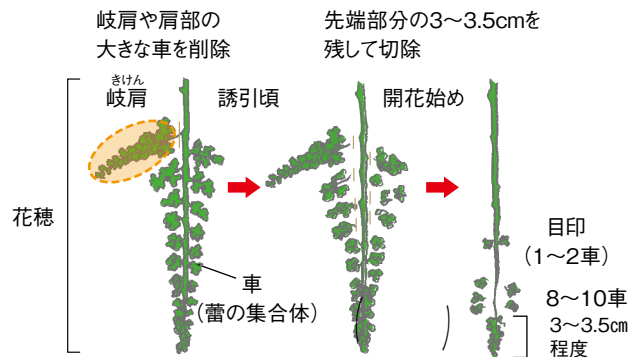 岐肩や肩部の
大きな車を削除
先端部分の3〜3.5cmを
残して切除
きけん
岐肩
誘引頃
開花始め
花穂
車
（蕾の集合体）
目印
（1〜2車）
8〜10車
3〜3.5cm
程度